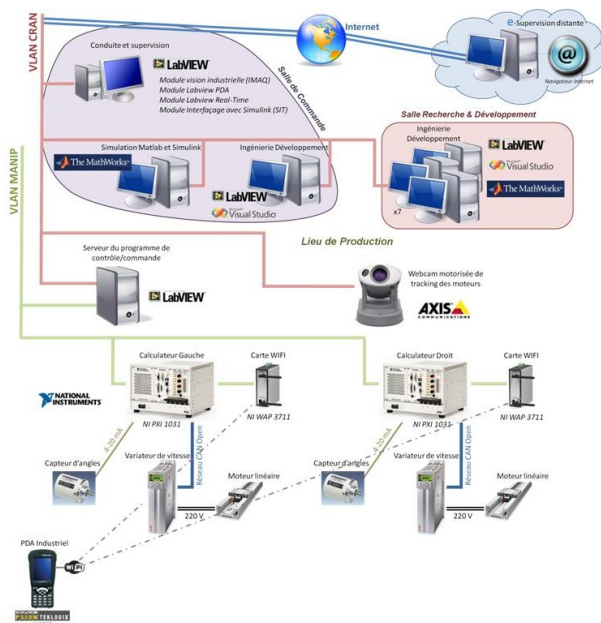 VLAN CRAN
Internet
e-Supervision distante
Navigateur Internet
Conduite et supervision
LabVIEW
Module vision industrielle (IMAQ)
Module Labview PDA
Module Labview Real-Time
Module Interfaçage avec Simulink (SIT)
Salle de Commande
Salle Recherche & Développement
Simulation Matlab et Simulink
The MathWorks
Ingénierie Développement
LabVIEW
Microsoft
Visual Studio
Ingénierie
Développement
x7
LabVIEW
Microsoft
Visual Studio
The MathWorks
VLAN MANIP
Lieu de Production
Serveur du programme de
contrôle/commande
LabVIEW
Webcam motorisée de
tracking des moteurs
AXIS
COMMUNICATIONS
Calculateur Gauche
Carte WIFI
NATIONAL
INSTRUMENTS
NI PXI 1031
NI WAP 3711
4-20 mA
Réseau CAN Open
Capteur d'angles
Variateur de vitesse
Moteur linéaire
220 V
Calculateur Droit
Carte WIFI
NI PXI 1031
NI WAP 3711
4-20 mA
Réseau CAN Open
Capteur d'angles
Variateur de vitesse
Moteur linéaire
220 V
PDA Industriel
Wi Fi
PSION TEKLOGIX